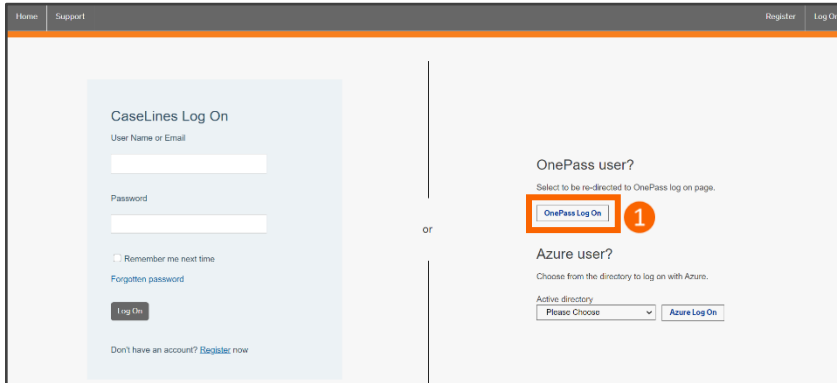 Home Support Register Log On
CaseLines Log On
User Name or Email
Password
Remember me next time
Forgotten password
Log On
Don't have an account? Register now
or
OnePass user?
Select to be re-directed to OnePass log on page.
OnePass Log On 1
Azure user?
Choose from the directory to log on with Azure.
Active directory
Please Choose Azure Log On